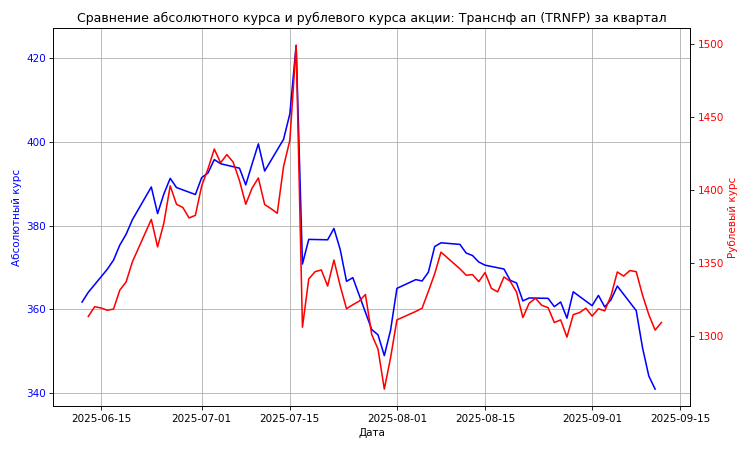 Сравнение абсолютного курса и рублевого курса акции: Транснф ап (TRNFP) за квартал
420
400
380
360
340
Абсолютный курс
1500
1450
1400
1350
1300
Рублевый курс
2025-06-15 2025-07-01 2025-07-15 2025-08-01 2025-08-15 2025-09-01 2025-09-15
Дата